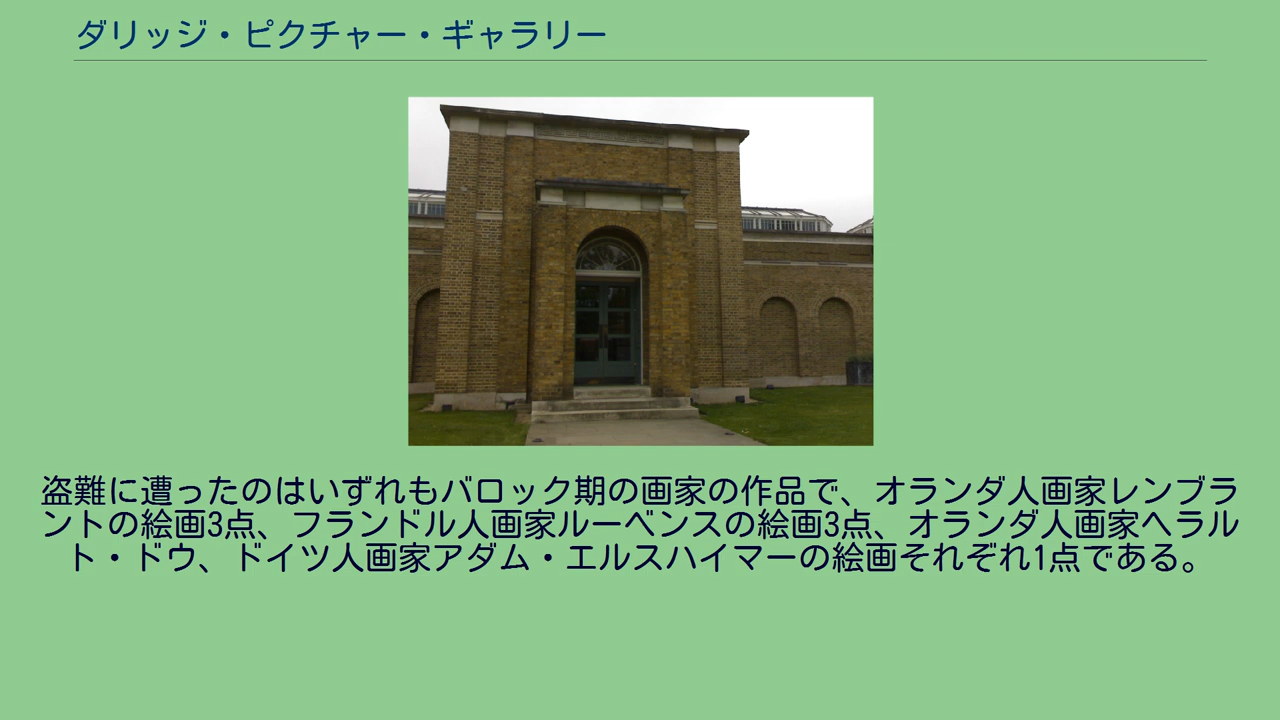 ダリッジ・ピクチャー・ギャラリー
盗難に遭ったのはいずれもバロック期の画家の作品で、オランダ人画家レンブラ
ントの絵画3点、フランドル人画家ルーベンスの絵画3点、オランダ人画家ヘラル
ト・ドウ、ドイツ人画家アダム・エルスハイマーの絵画それぞれ1点である。